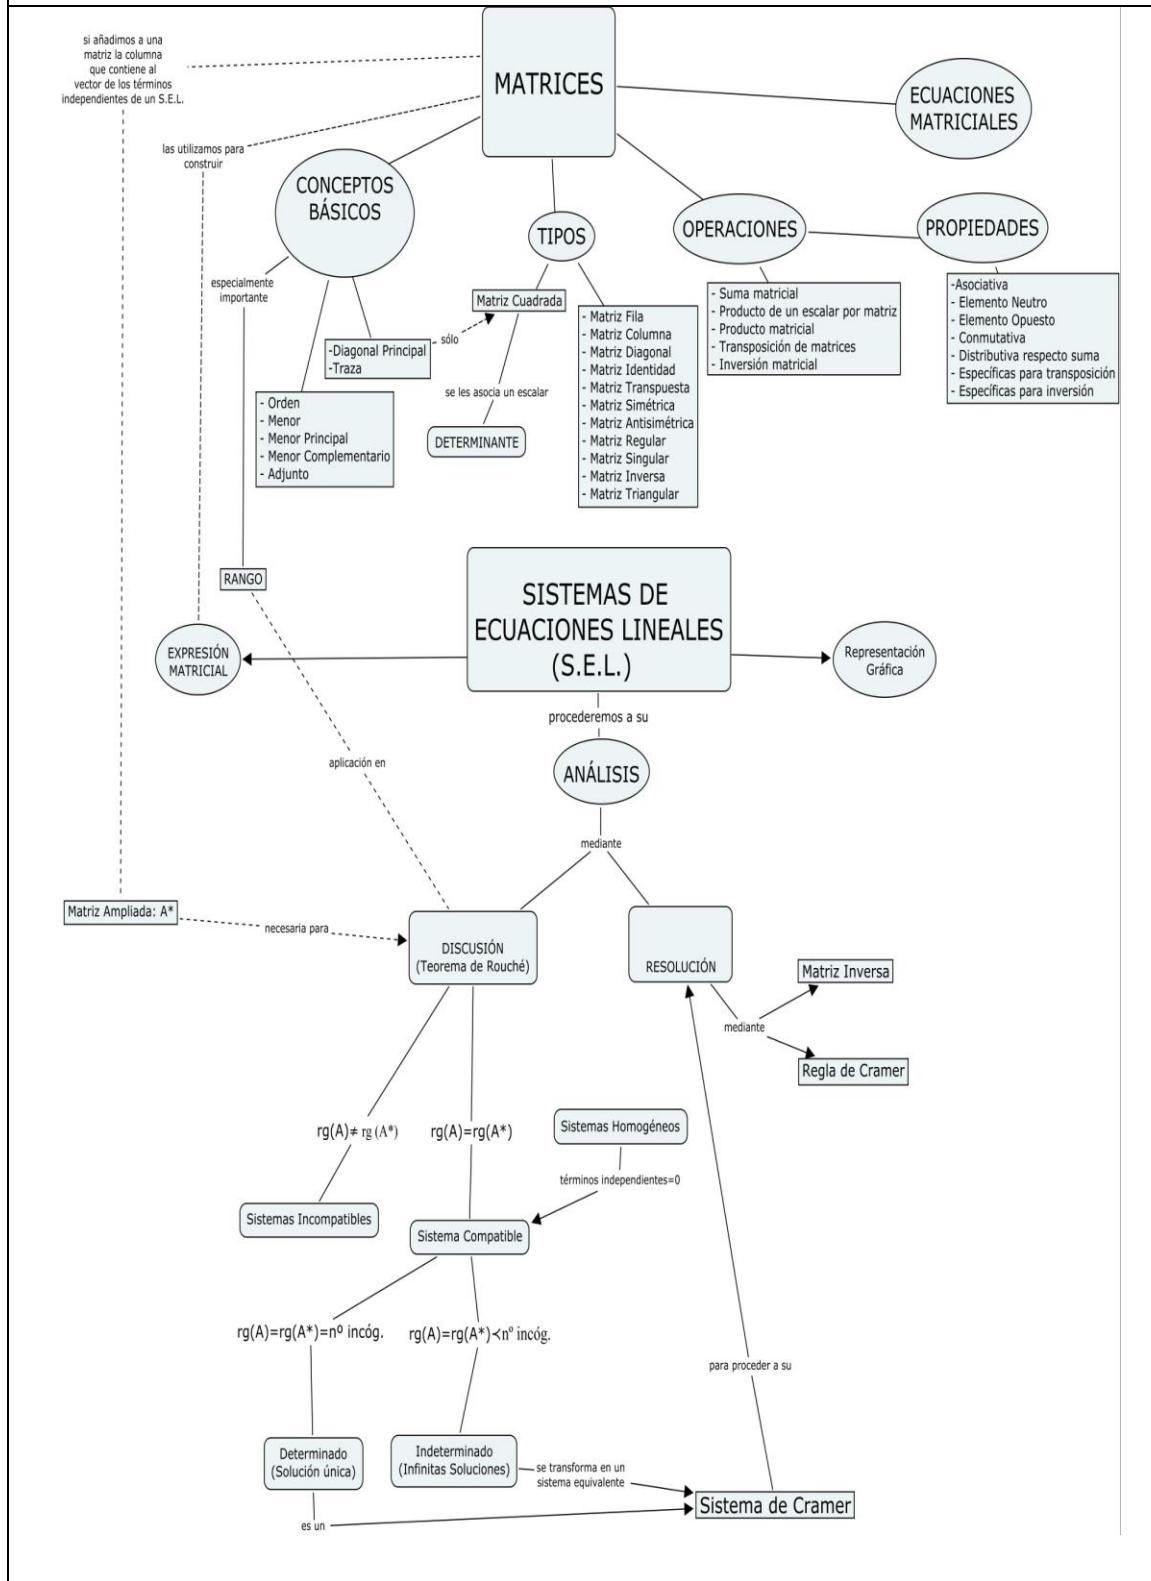 si añadimos a una
matriz la columna
que contiene al
vector de los términos
independientes de un S.E.L.
MATRICES
ECUACIONES
MATRICIALES
las utilizamos para
construir
CONCEPTOS
BÁSICOS
TIPOS
OPERACIONES
PROPIEDADES
especialmente
importante
Matriz Cuadrada
-Diagonal Principal
-Traza
sólo
- Matriz Fila
- Matriz Columna
- Matriz Diagonal
- Matriz Identidad
- Matriz Transpuesta
- Matriz Simétrica
- Matriz Antisimétrica
- Matriz Regular
- Matriz Singular
- Matriz Inversa
- Matriz Triangular
- Suma matricial
- Producto de un escalar por matriz
- Producto matricial
- Transposición de matrices
- Inversión matricial
-Asociativa
- Elemento Neutro
- Elemento Opuesto
- Conmutativa
- Distributiva respecto suma
- Específicas para transposición
- Específicas para inversión
se les asocia un escalar
- Orden
- Menor
- Menor Principal
- Menor Complementario
- Adjunto
DETERMINANTE
RANGO
SISTEMAS DE
ECUACIONES LINEALES
(S.E.L.)
EXPRESIÓN
MATRICIAL
Representación
Gráfica
procederemos a su
ANÁLISIS
aplicación en
mediante
Matriz Ampliada: A*
necesaria para
DISCUSIÓN
(Teorema de Rouché)
RESOLUCIÓN
Matriz Inversa
mediante
Regla de Cramer
rg(A)≠ rg (A*)
rg(A)=rg(A*)
Sistemas Homogéneos
términos independientes=0
Sistemas Incompatibles
Sistema Compatible
rg(A)=rg(A*)=nº incóg.
rg(A)=rg(A*)<nº incóg.
para proceder a su
Determinado
(Solución única)
Indeterminado
(Infinitas Soluciones)
se transforma en un
sistema equivalente
Sistema de Cramer
es un